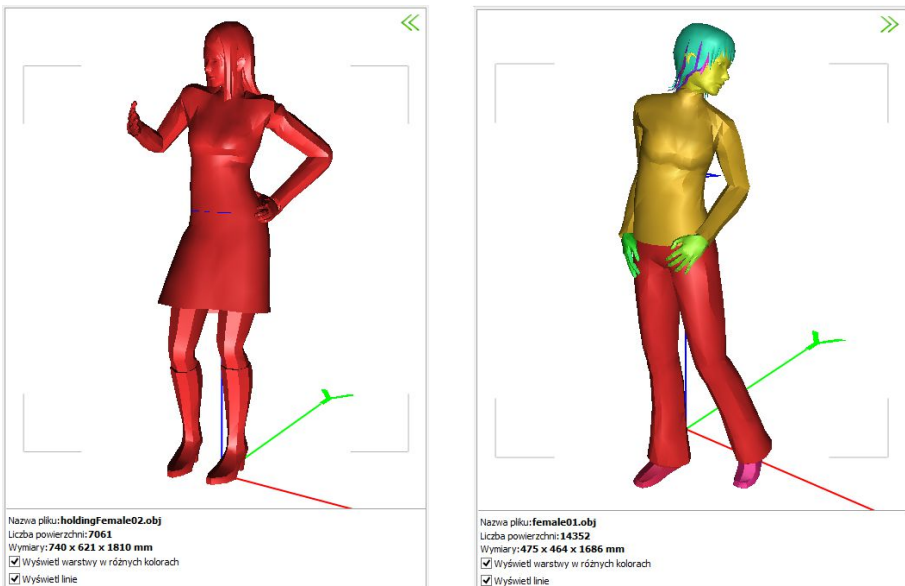 Nazwa pliku:holdingFemale02.obj
Liczba powierzchni:7061
Wymiary:740 x 621 x 1810 mm
Wyświetl warstwy w różnych kolorach
Wyświetl linie
Nazwa pliku:female01.obj
Liczba powierzchni:14352
Wymiary:475 x 464 x 1686 mm
Wyświetl warstwy w różnych kolorach
Wyświetl linie